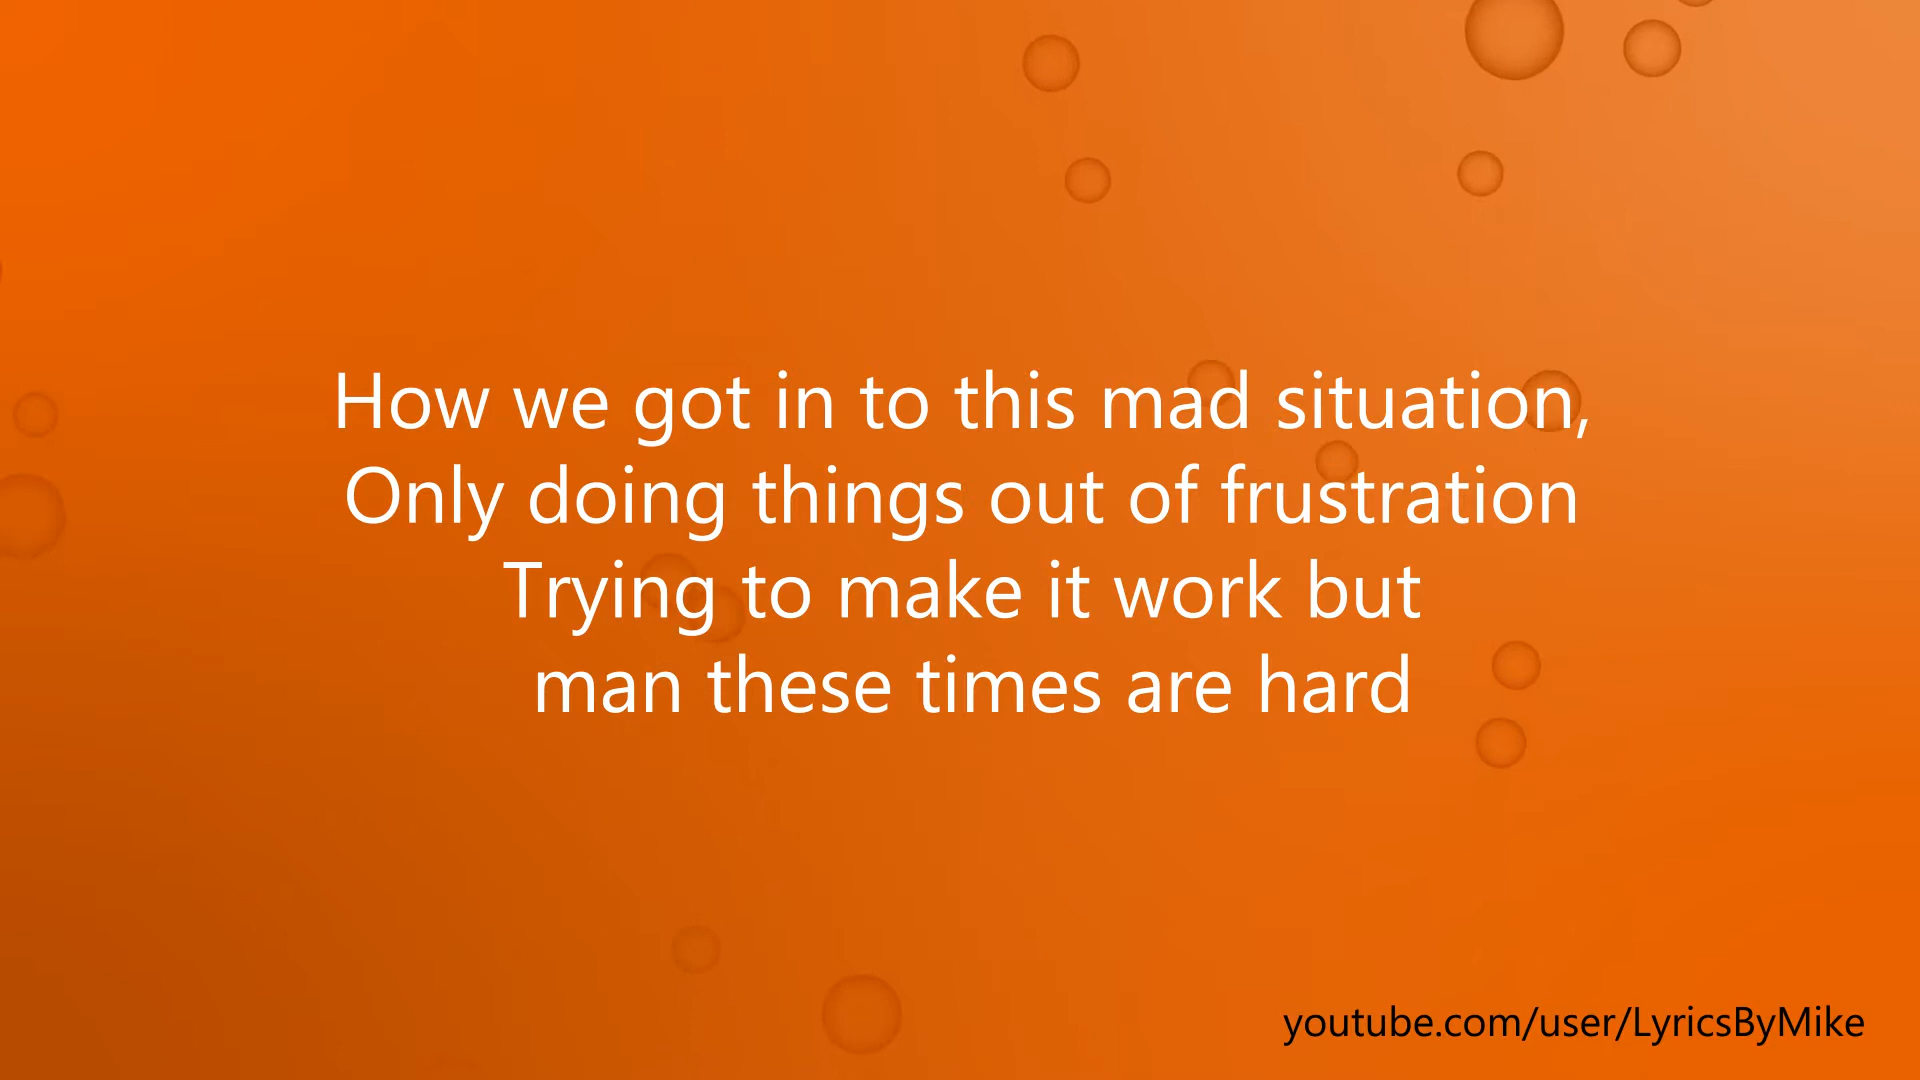 How we got in to this mad situation,
Only doing things out of frustration
Trying to make it work but
man these times are hard
youtube.com/user/LyricsByMike